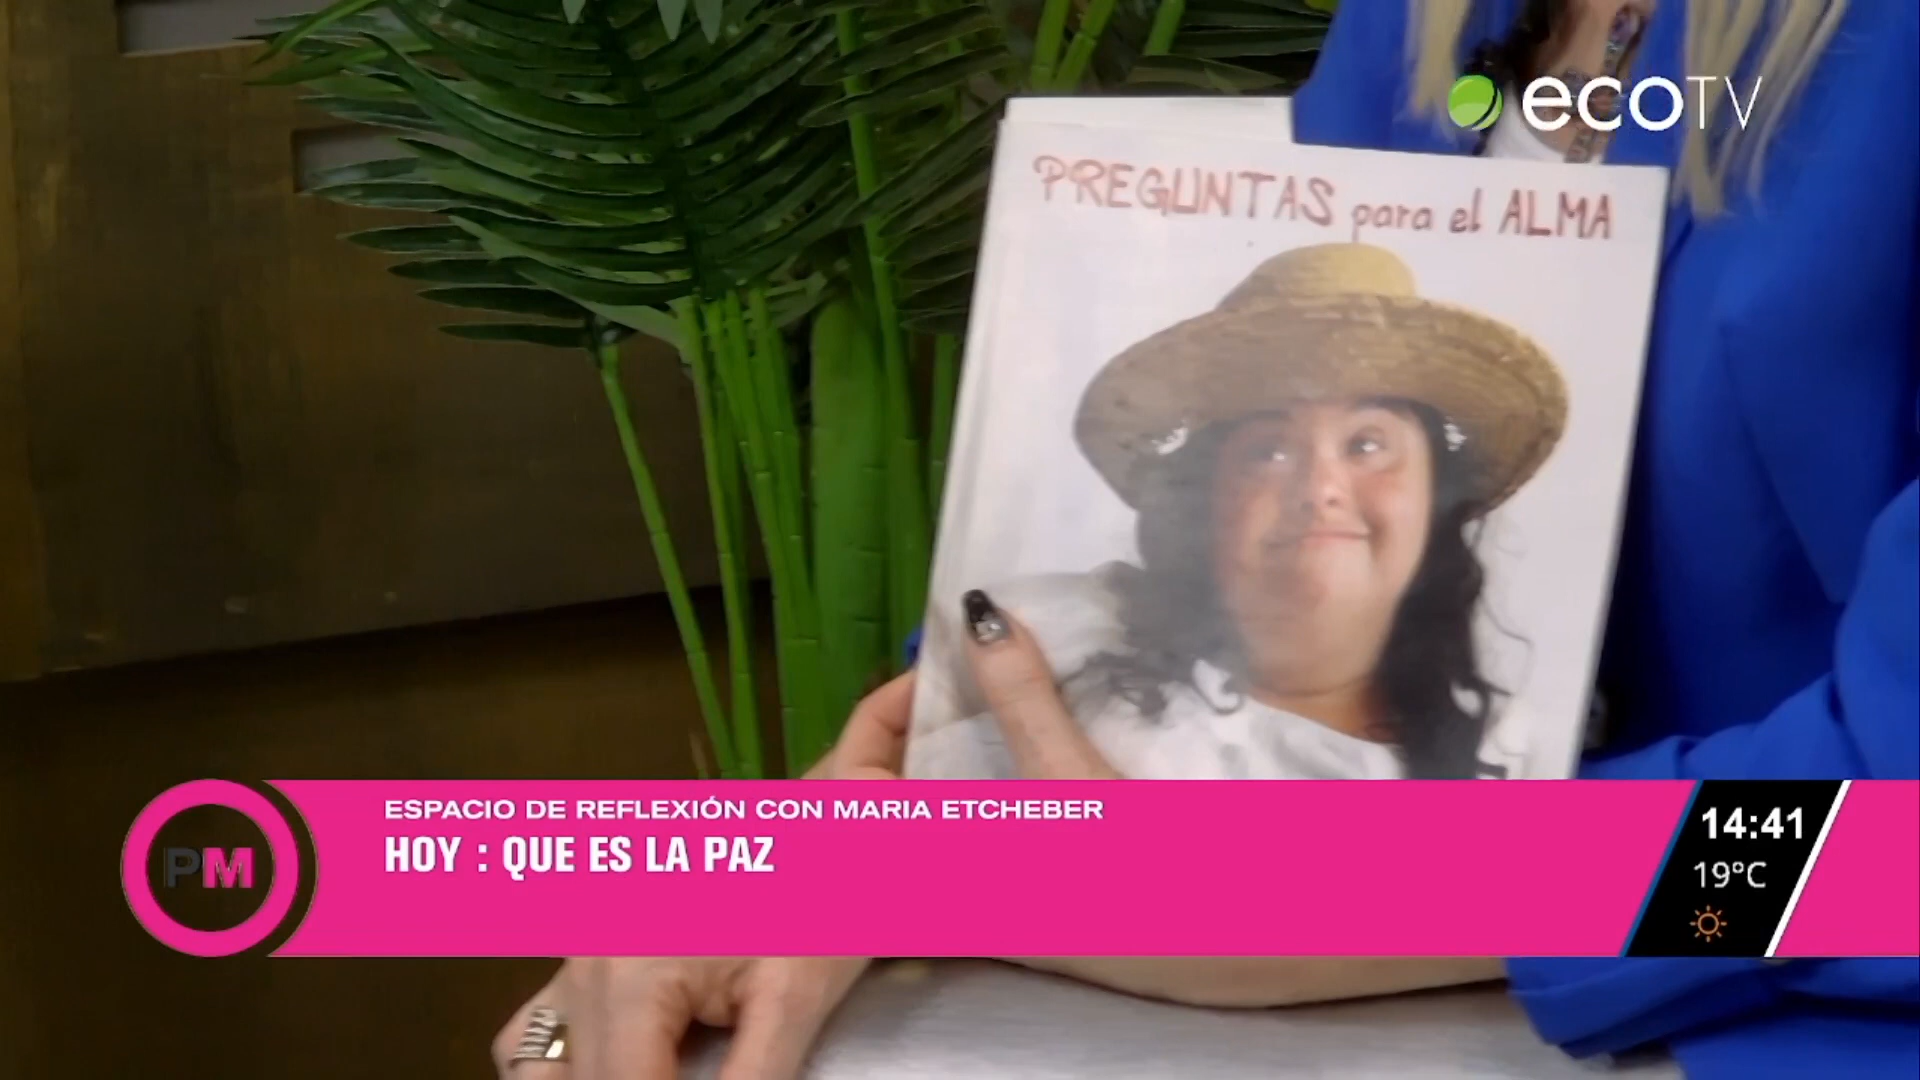 ecoTV
PREGUNTAS para el ALMA
ESPACIO DE REFLEXIÓN CON MARIA ETCHEBER
HOY : QUE ES LA PAZ
PM
14:41
19°C